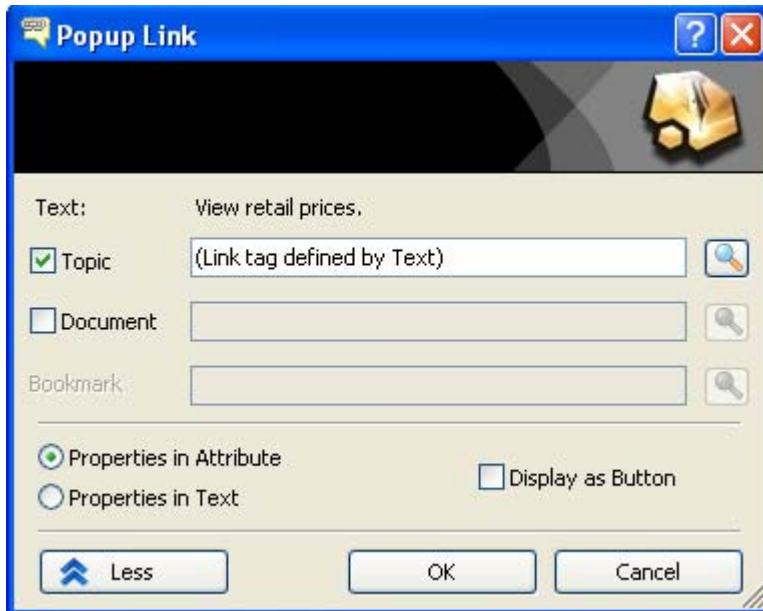 Popup Link
Text: View retail prices.
Topic (Link tag defined by Text)
Document
Bookmark
Properties in Attribute
Display as Button
Properties in Text
Less OK Cancel